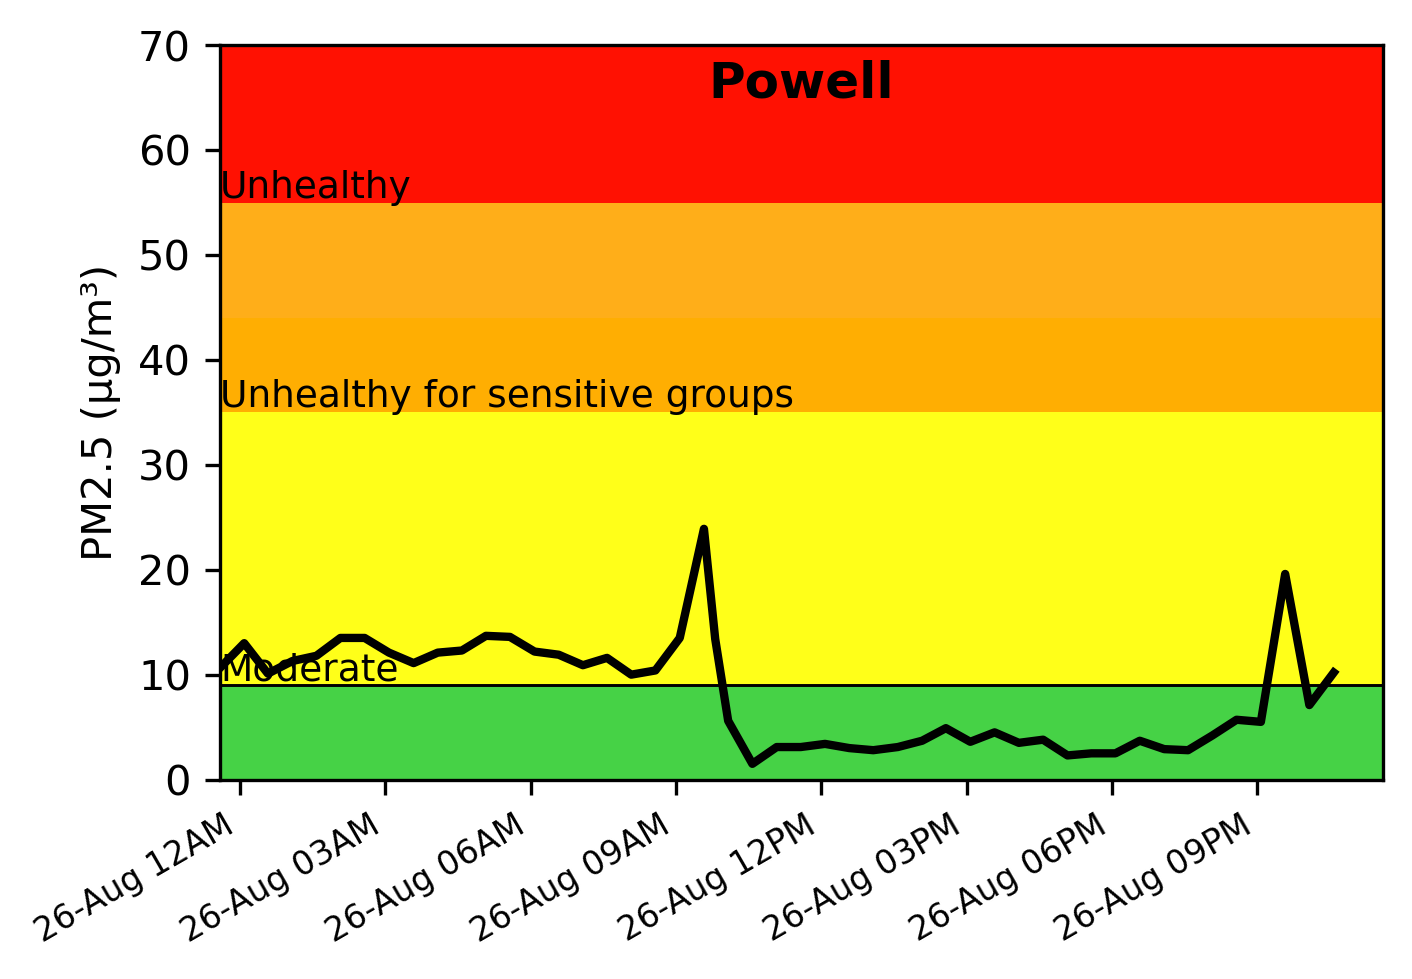 Powell
PM2.5 (µg/m³)
70
60
50
40
30
20
10
0
Unhealthy
Unhealthy for sensitive groups
Moderate
26-Aug 12AM
26-Aug 03AM
26-Aug 06AM
26-Aug 09AM
26-Aug 12PM
26-Aug 03PM
26-Aug 06PM
26-Aug 09PM